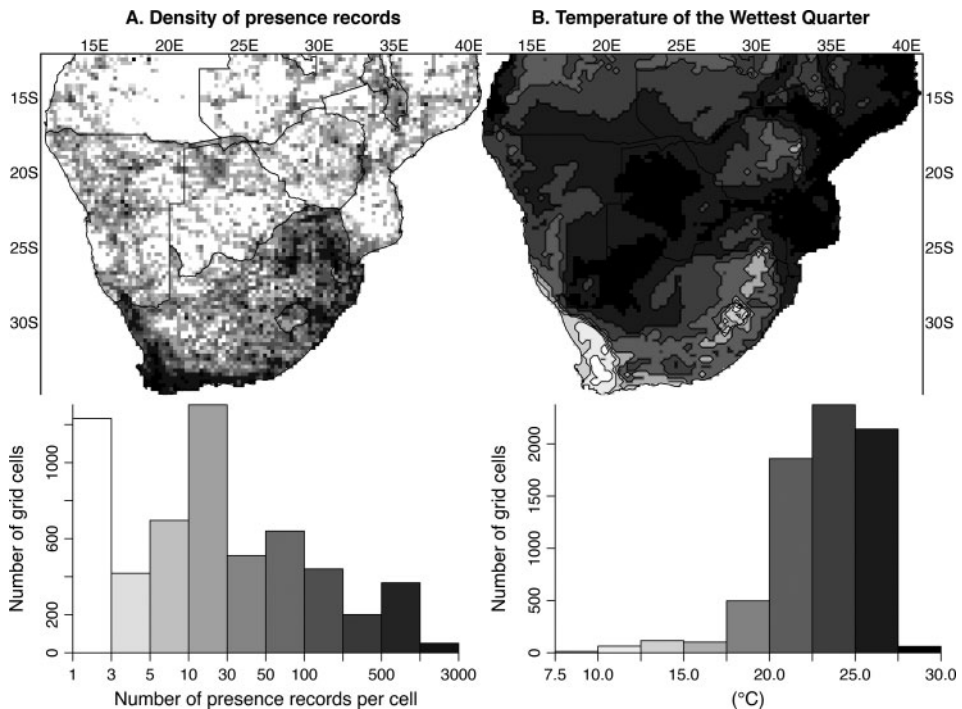 A. Density of presence records
B. Temperature of the Wettest Quarter
15E 20E 25E 30E 35E 40E
15E 20E 25E 30E 35E 40E
15S
20S
25S
30S
15S
20S
25S
30S
Number of grid cells
200 600 1000
1 3 5 10 30 50 100 500 3000
Number of presence records per cell
Number of grid cells
0 500 1000 1500 2000
7.5 10.0 15.0 20.0 25.0 30.0
(°C)